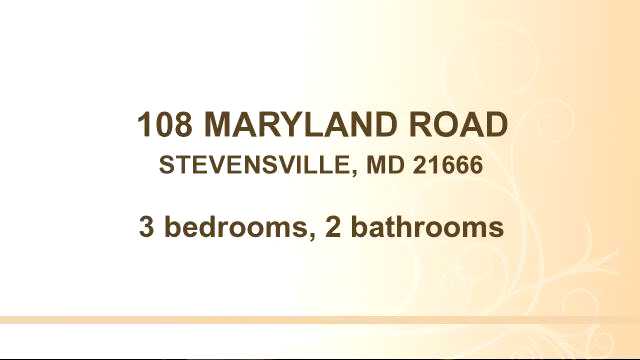 108 MARYLAND ROAD
STEVENSVILLE, MD 21666
3 bedrooms, 2 bathrooms